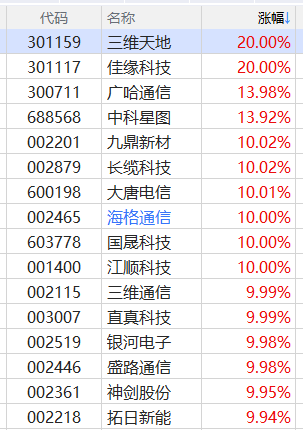 代码 名称 涨幅↓
301159 三维天地 20.00%
301117 佳缘科技 20.00%
300711 广哈通信 13.98%
688568 中科星图 13.92%
002201 九鼎新材 10.02%
002879 长缆科技 10.02%
600198 大唐电信 10.01%
002465 海格通信 10.00%
603778 国晟科技 10.00%
001400 江顺科技 10.00%
002115 三维通信 9.99%
003007 直真科技 9.99%
002519 银河电子 9.98%
002446 盛路通信 9.98%
002361 神剑股份 9.95%
002218 拓日新能 9.94%